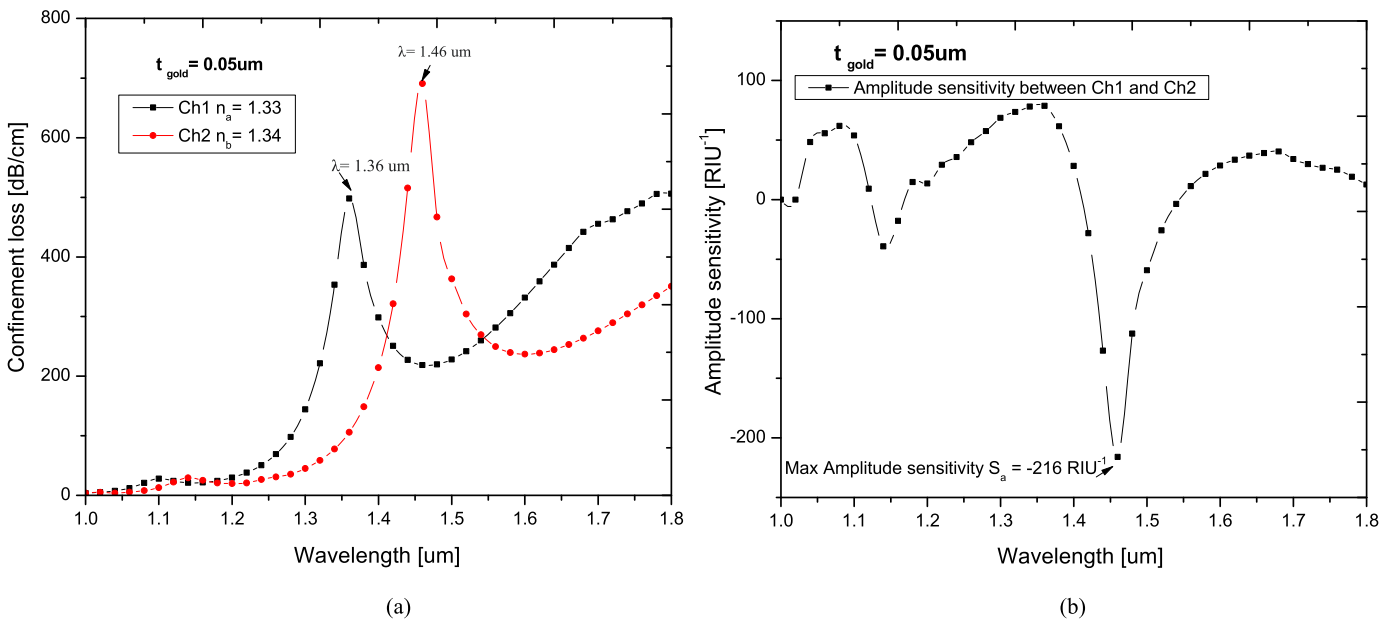 800
600
400
200
0
Confinement loss [dB/cm]
t gold = 0.05um
Ch1 na= 1.33
Ch2 nb= 1.34
λ= 1.46 um
λ= 1.36 um
1.0 1.1 1.2 1.3 1.4 1.5 1.6 1.7 1.8
Wavelength [um]
(a)
100
0
-100
-200
Amplitude sensitivity [RIU-1]
t gold = 0.05um
Amplitude sensitivity between Ch1 and Ch2
Max Amplitude sensitivity Sa = -216 RIU-1
1.0 1.1 1.2 1.3 1.4 1.5 1.6 1.7 1.8
Wavelength [um]
(b)